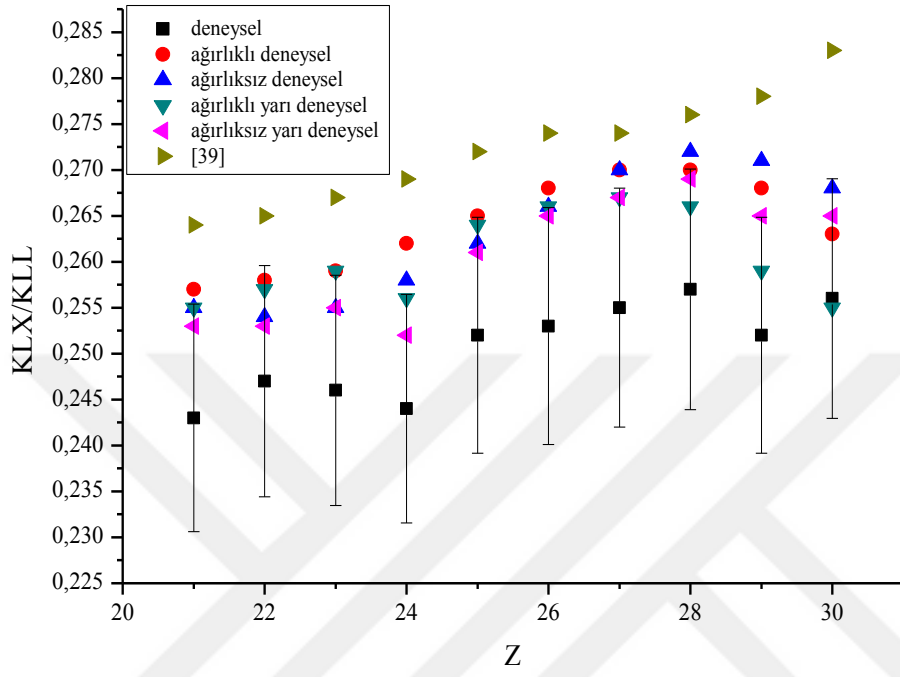 deneysel
ağırlıklı deneysel
ağırlıksız deneysel
ağırlıklı yarı deneysel
ağırlıksız yarı deneysel
[39]
0,285
0,280
0,275
0,270
0,265
0,260
0,255
0,250
0,245
0,240
0,235
0,230
0,225
KLX/KLL
20 22 24 26 28 30
Z